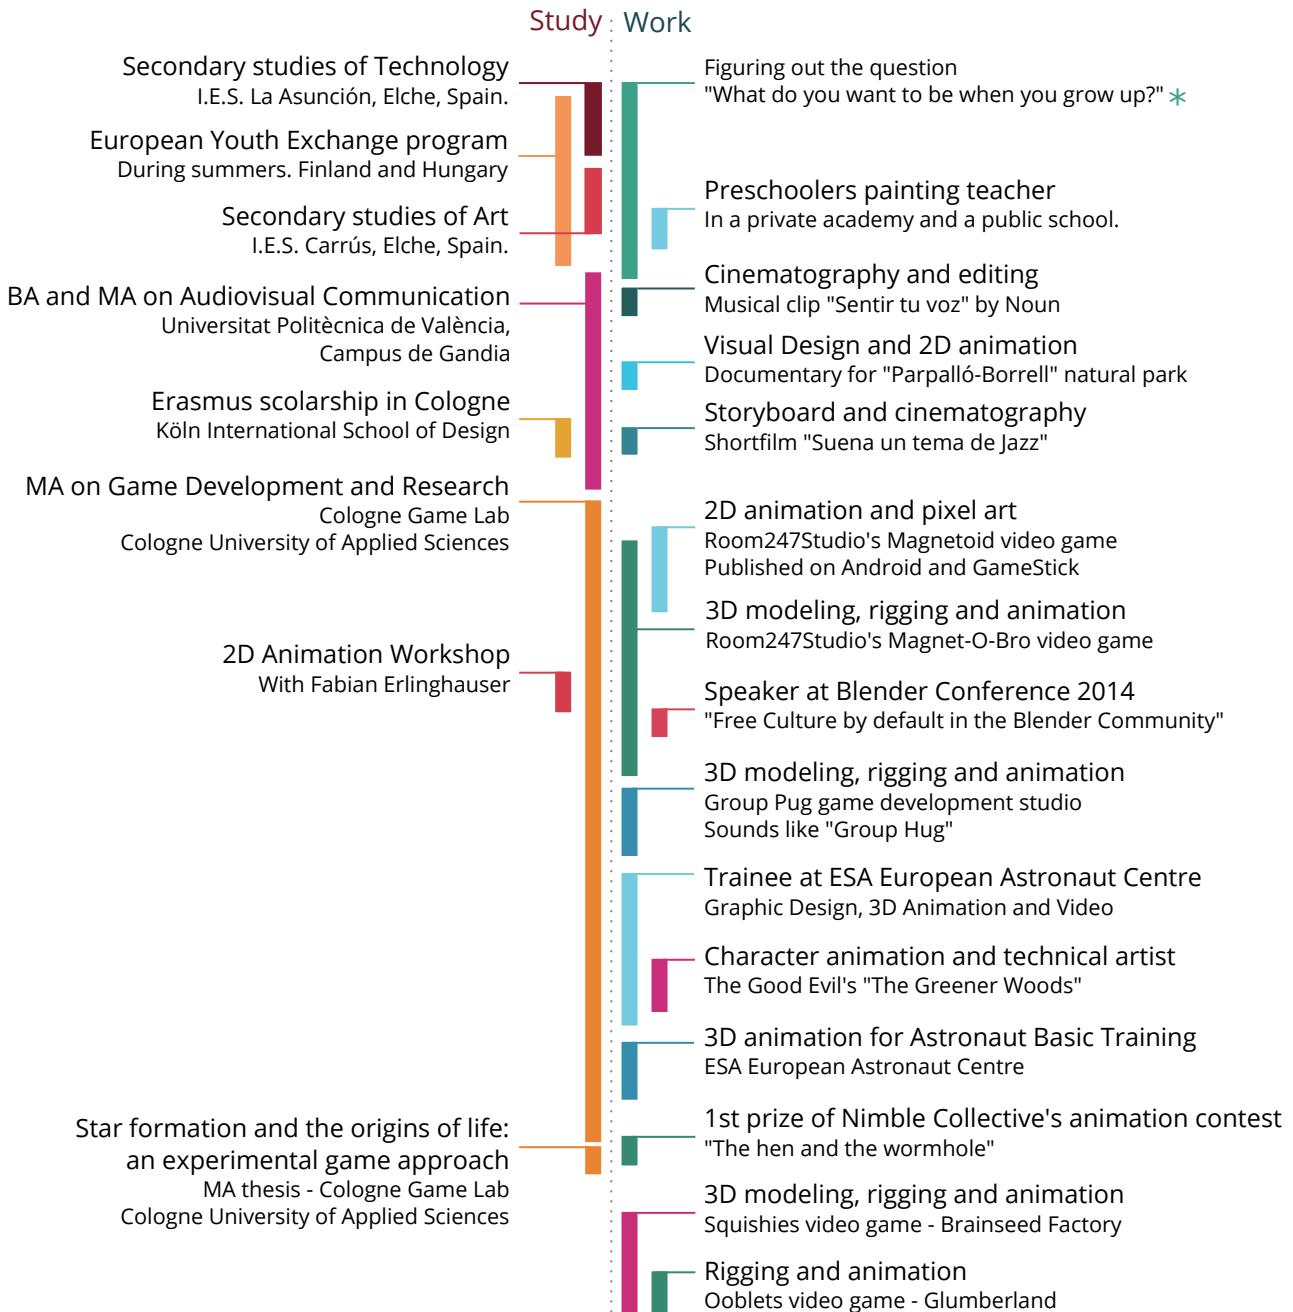 Study
Work
Secondary studies of Technology
I.E.S. La Asunción, Elche, Spain.
European Youth Exchange program
During summers. Finland and Hungary
Secondary studies of Art
I.E.S. Carrús, Elche, Spain.
BA and MA on Audiovisual Communication
Universitat Politècnica de València,
Campus de Gandia
Erasmus scolarship in Cologne
Köln International School of Design
MA on Game Development and Research
Cologne Game Lab
Cologne University of Applied Sciences
2D Animation Workshop
With Fabian Erlinghauser
Star formation and the origins of life:
an experimental game approach
MA thesis - Cologne Game Lab
Cologne University of Applied Sciences
Figuring out the question
"What do you want to be when you grow up?" *
Preschoolers painting teacher
In a private academy and a public school.
Cinematography and editing
Musical clip "Sentir tu voz" by Noun
Visual Design and 2D animation
Documentary for "Parpalló-Borrell" natural park
Storyboard and cinematography
Shortfilm "Suena un tema de Jazz"
2D animation and pixel art
Room247Studio's Magnetoid video game
Published on Android and GameStick
3D modeling, rigging and animation
Room247Studio's Magnet-O-Bro video game
Speaker at Blender Conference 2014
"Free Culture by default in the Blender Community"
3D modeling, rigging and animation
Group Pug game development studio
Sounds like "Group Hug"
Trainee at ESA European Astronaut Centre
Graphic Design, 3D Animation and Video
Character animation and technical artist
The Good Evil's "The Greener Woods"
3D animation for Astronaut Basic Training
ESA European Astronaut Centre
1st prize of Nimble Collective's animation contest
"The hen and the wormhole"
3D modeling, rigging and animation
Squishies video game - Brainseed Factory
Rigging and animation
Ooblets video game - Glumberland